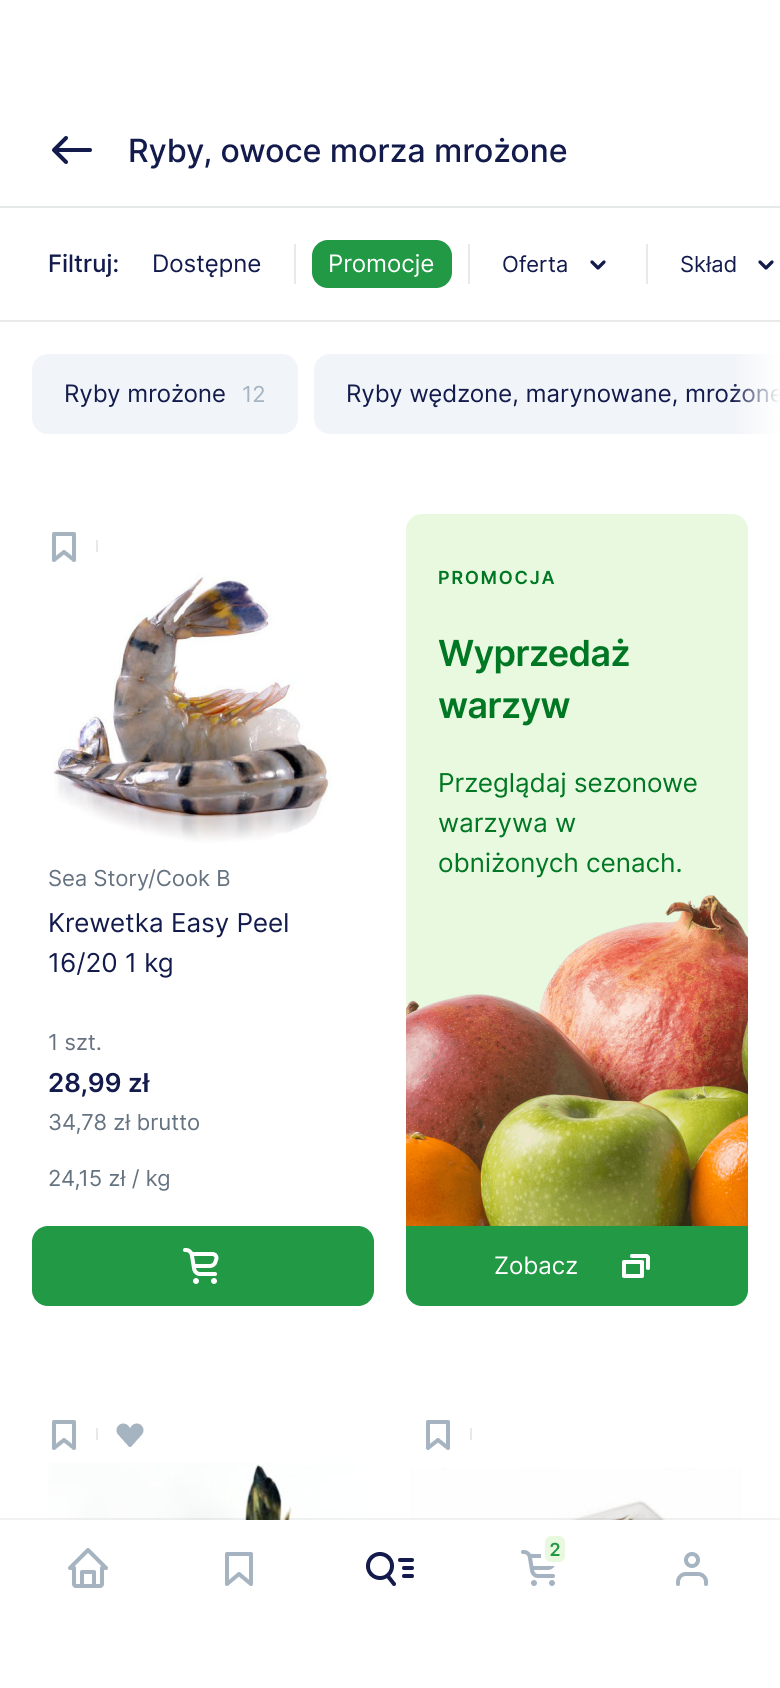 Ryby, owoce morza mrożone
Filtruj: Dostępne Promocje Oferta Skład
Ryby mrożone 12
Ryby wędzone, marynowane, mrożone
Sea Story/Cook B
Krewetka Easy Peel
16/20 1 kg
1 szt.
28,99 zł
34,78 zł brutto
24,15 zł / kg
PROMOCJA
Wyprzedaż
warzyw
Przeglądaj sezonowe
warzywa w
obniżonych cenach.
Zobacz
2